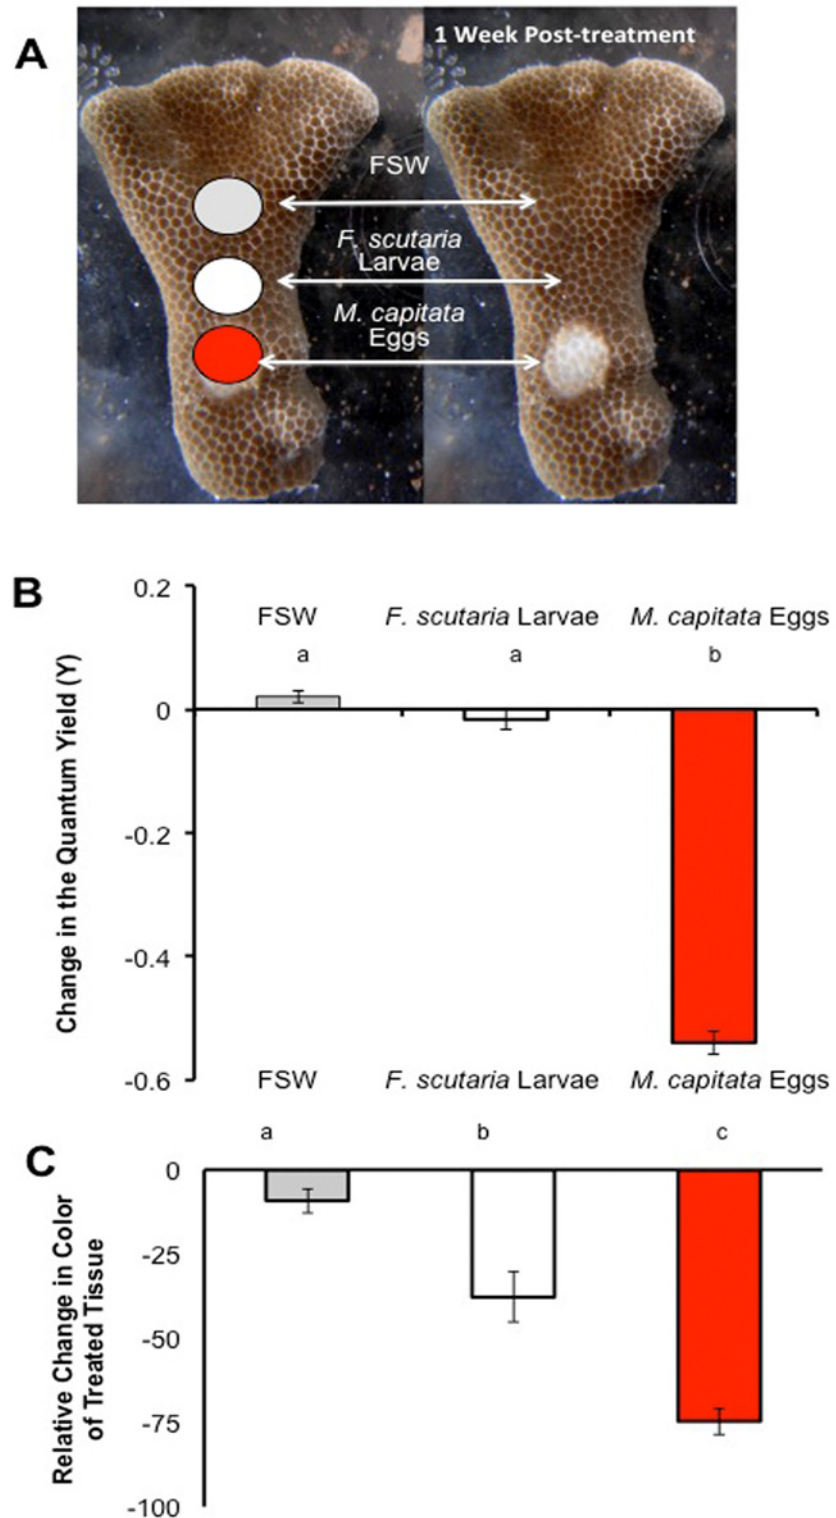 A
1 Week Post-treatment
FSW
F. scutaria
Larvae
M. capitata
Eggs
B
Change in the Quantum Yield (Y)
0.2
0
-0.2
-0.4
-0.6
FSW F. scutaria Larvae M. capitata Eggs
a a b
FSW F. scutaria Larvae M. capitata Eggs
a b c
C
Relative Change in Color
of Treated Tissue
0
-25
-50
-75
-100